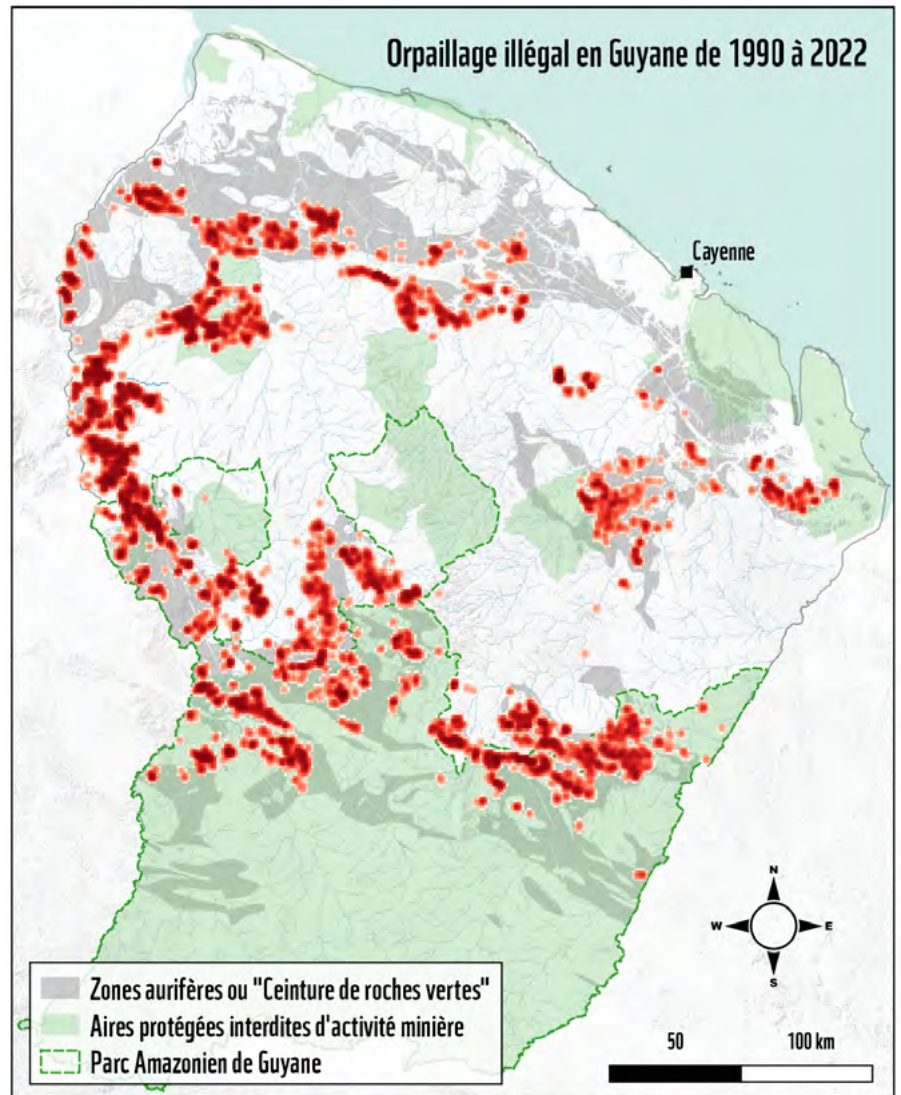 Orpaillage illégal en Guyane de 1990 à 2022
Cayenne
N
W E
S
Zones aurifères ou "Ceinture de roches vertes"
Aires protégées interdites d'activité minière
Parc Amazonien de Guyane
50 100 km